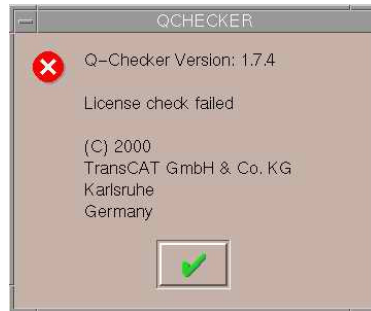 QCHECKER
Q-Checker Version: 1.7.4
License check failed
(C) 2000
TransCAT GmbH & Co. KG
Karlsruhe
Germany